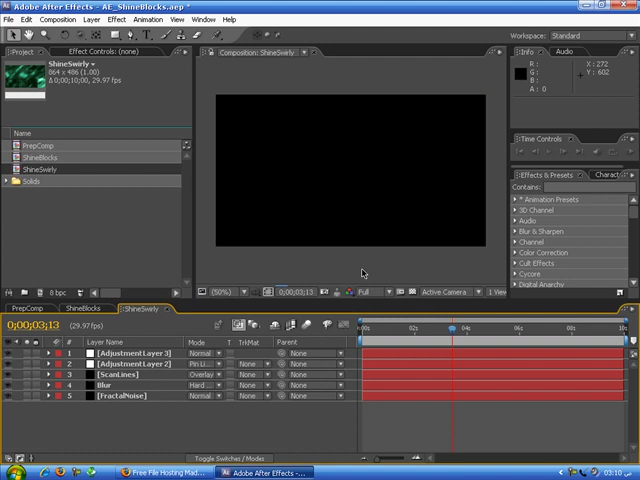 Adobe After Effects - AE_ShineBlocks.aep *
File Edit Composition Layer Effect Animation View Window Help
Workspace: Standard
Project Effect Controls: (none)
Composition: ShineSwirly
Info Audio
ShineSwirly
864 x 486 (1.00)
Δ 0;00;10;00, 29.97 fps
R :
G :
B :
A : 0
X : 272
Y : 602
Name
PrepComp
ShineBlocks
ShineSwirly
Solids
Time Controls
Effects & Presets Charact
Contains:
* Animation Presets
3D Channel
Audio
Blur & Sharpen
Channel
Color Correction
Cult Effects
Cycore
Digital Anarchy
8 bpc
(50%) 0;00;03;13 Full Active Camera 1 View
PrepComp ShineBlocks ShineSwirly
0;00;03;13 (29.97fps)
:00s 02s 04s 06s 08s 10s
# Layer Name Mode T TrkMat Parent
1 [AdjustmentLayer 3] Normal None
2 [AdjustmentLayer 2] Pin Li... None None
3 [ScanLines] Overlay None None
4 Blur Hard ... None None
5 [FractalNoise] Normal None None
Toggle Switches / Modes
Free File Hosting Mad... Adobe After Effects -... 03:10 ص